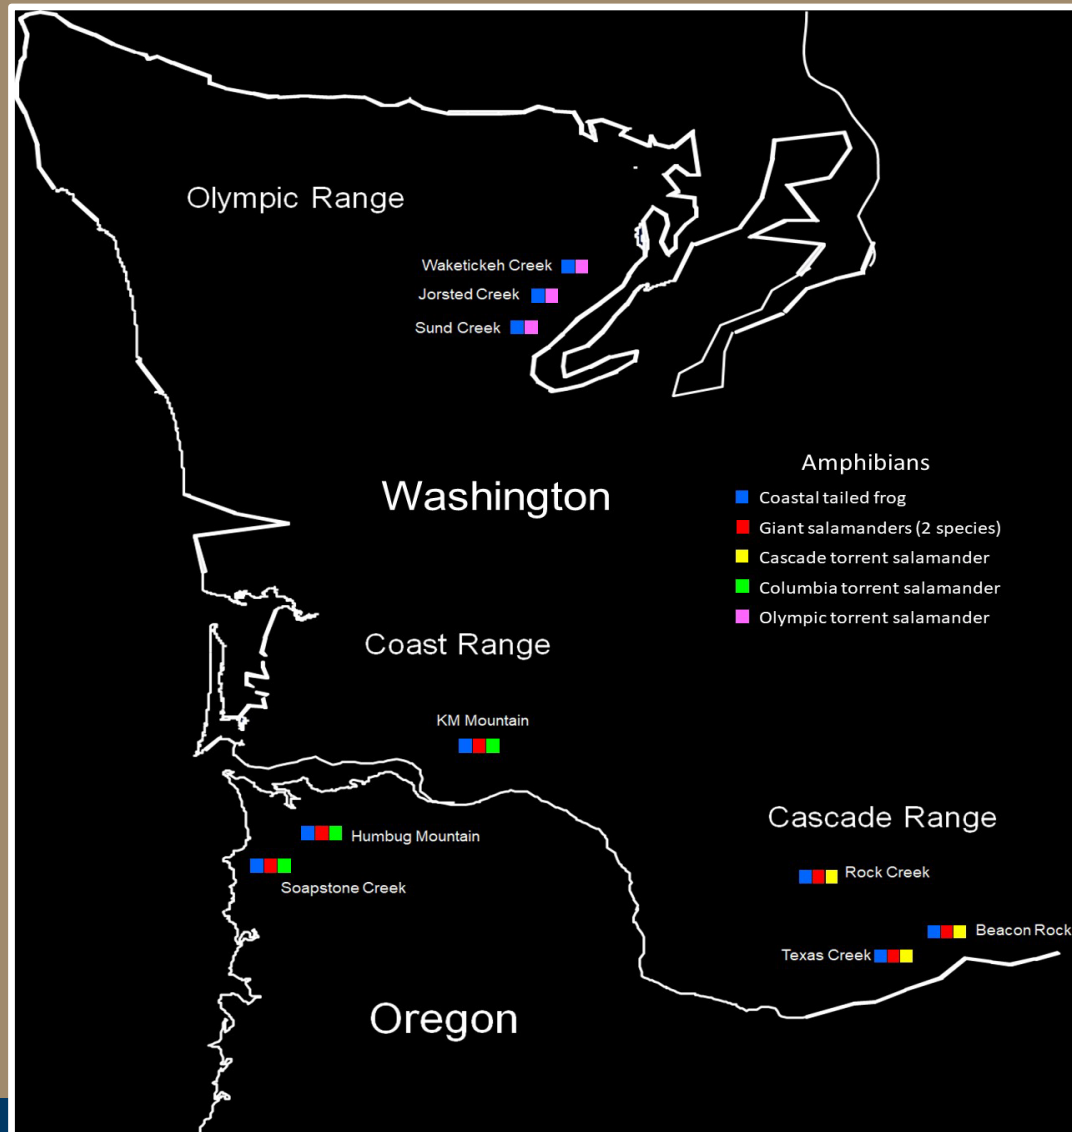 Olympic Range
Waketickeh Creek
Jorsted Creek
Sund Creek
Washington
Amphibians
Coastal tailed frog
Giant salamanders (2 species)
Cascade torrent salamander
Columbia torrent salamander
Olympic torrent salamander
Coast Range
KM Mountain
Humbug Mountain
Soapstone Creek
Cascade Range
Rock Creek
Beacon Rock
Texas Creek
Oregon